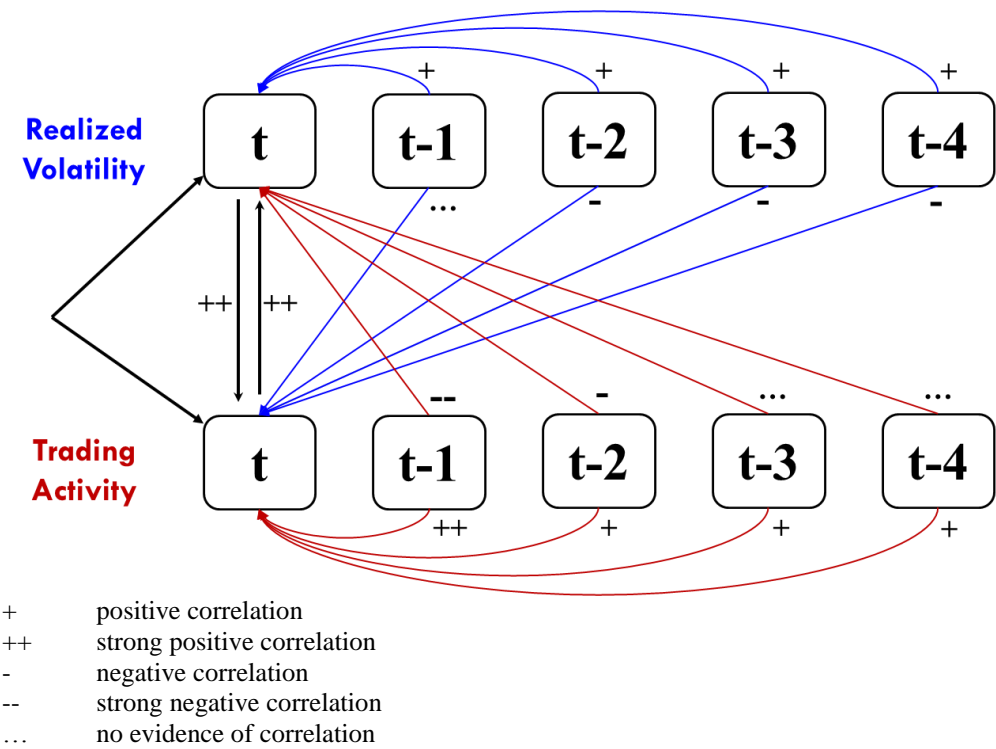 + + + +
Realized
Volatility
t t-1 t-2 t-3 t-4
... - - -
++ ++
-- - ... ...
Trading
Activity
t t-1 t-2 t-3 t-4
++ + + +
+ positive correlation
++ strong positive correlation
- negative correlation
-- strong negative correlation
… no evidence of correlation